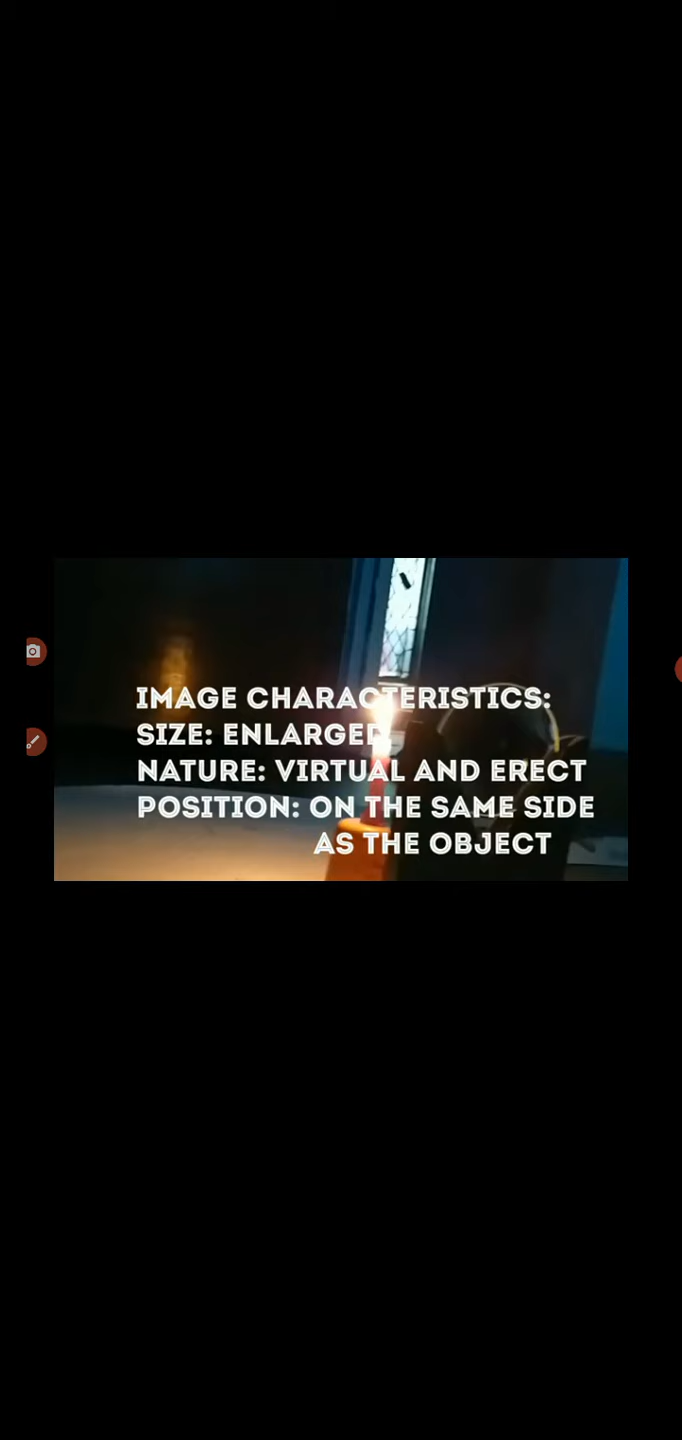 IMAGE CHARACTERISTICS:
SIZE: ENLARGED
NATURE: VIRTUAL AND ERECT
POSITION: ON THE SAME SIDE
AS THE OBJECT